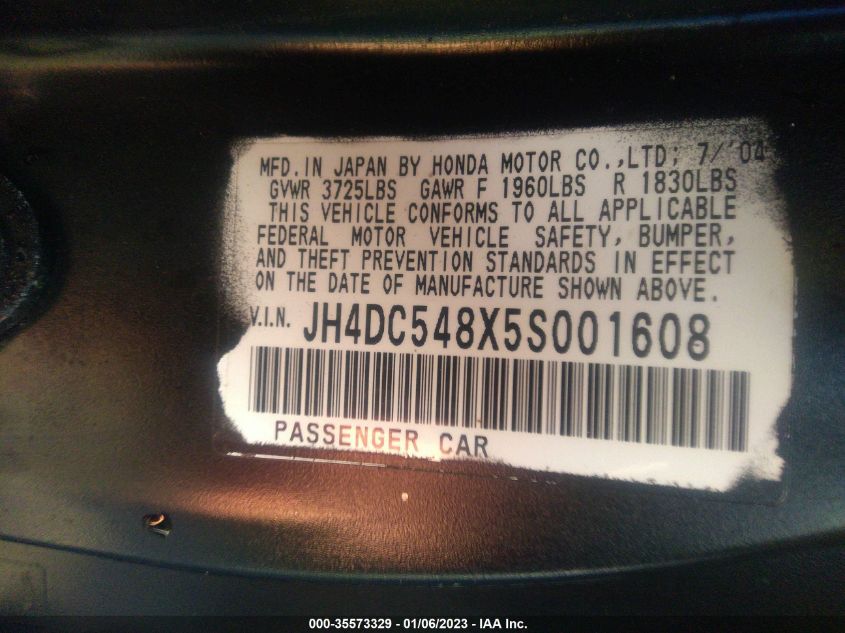 MFD.IN JAPAN BY HONDA MOTOR CO.,LTD; 7/'04
GVWR 3725LBS GAWR F 1960LBS R 1830LBS
THIS VEHICLE CONFORMS TO ALL APPLICABLE
FEDERAL MOTOR VEHICLE SAFETY, BUMPER,
AND THEFT PREVENTION STANDARDS IN EFFECT
ON THE DATE OF MANUFACTURE SHOWN ABOVE.
V.I.N. JH4DC548X5S001608
PASSENGER CAR
000-35573329 - 01/06/2023 - IAA Inc.